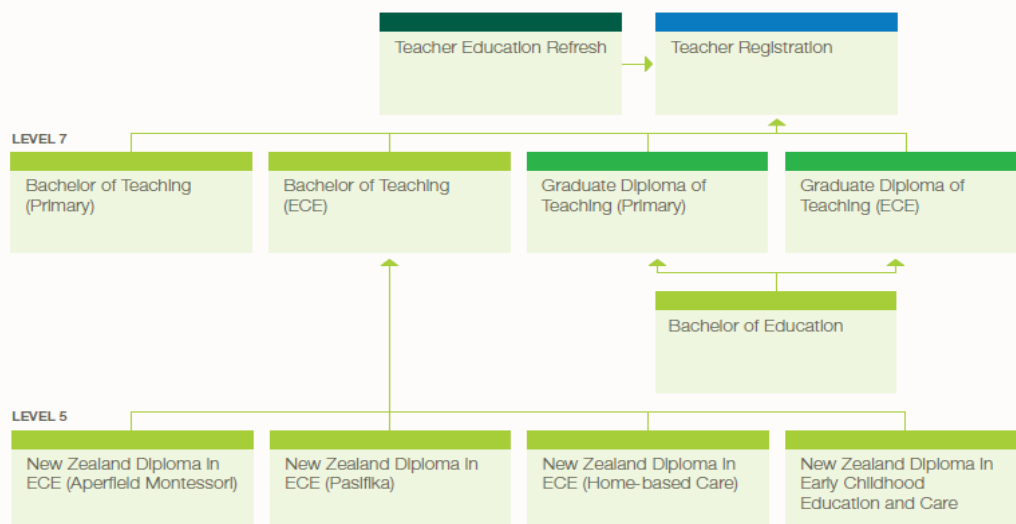 Teacher Education Refresh
Teacher Registration
LEVEL 7
Bachelor of Teaching
(Primary)
Bachelor of Teaching
(ECE)
Graduate Diploma of
Teaching (Primary)
Graduate Diploma of
Teaching (ECE)
Bachelor of Education
LEVEL 5
New Zealand Diploma in
ECE (Aperfield Montessori)
New Zealand Diploma in
ECE (Pasifika)
New Zealand Diploma in
ECE (Home-based Care)
New Zealand Diploma in
Early Childhood
Education and Care